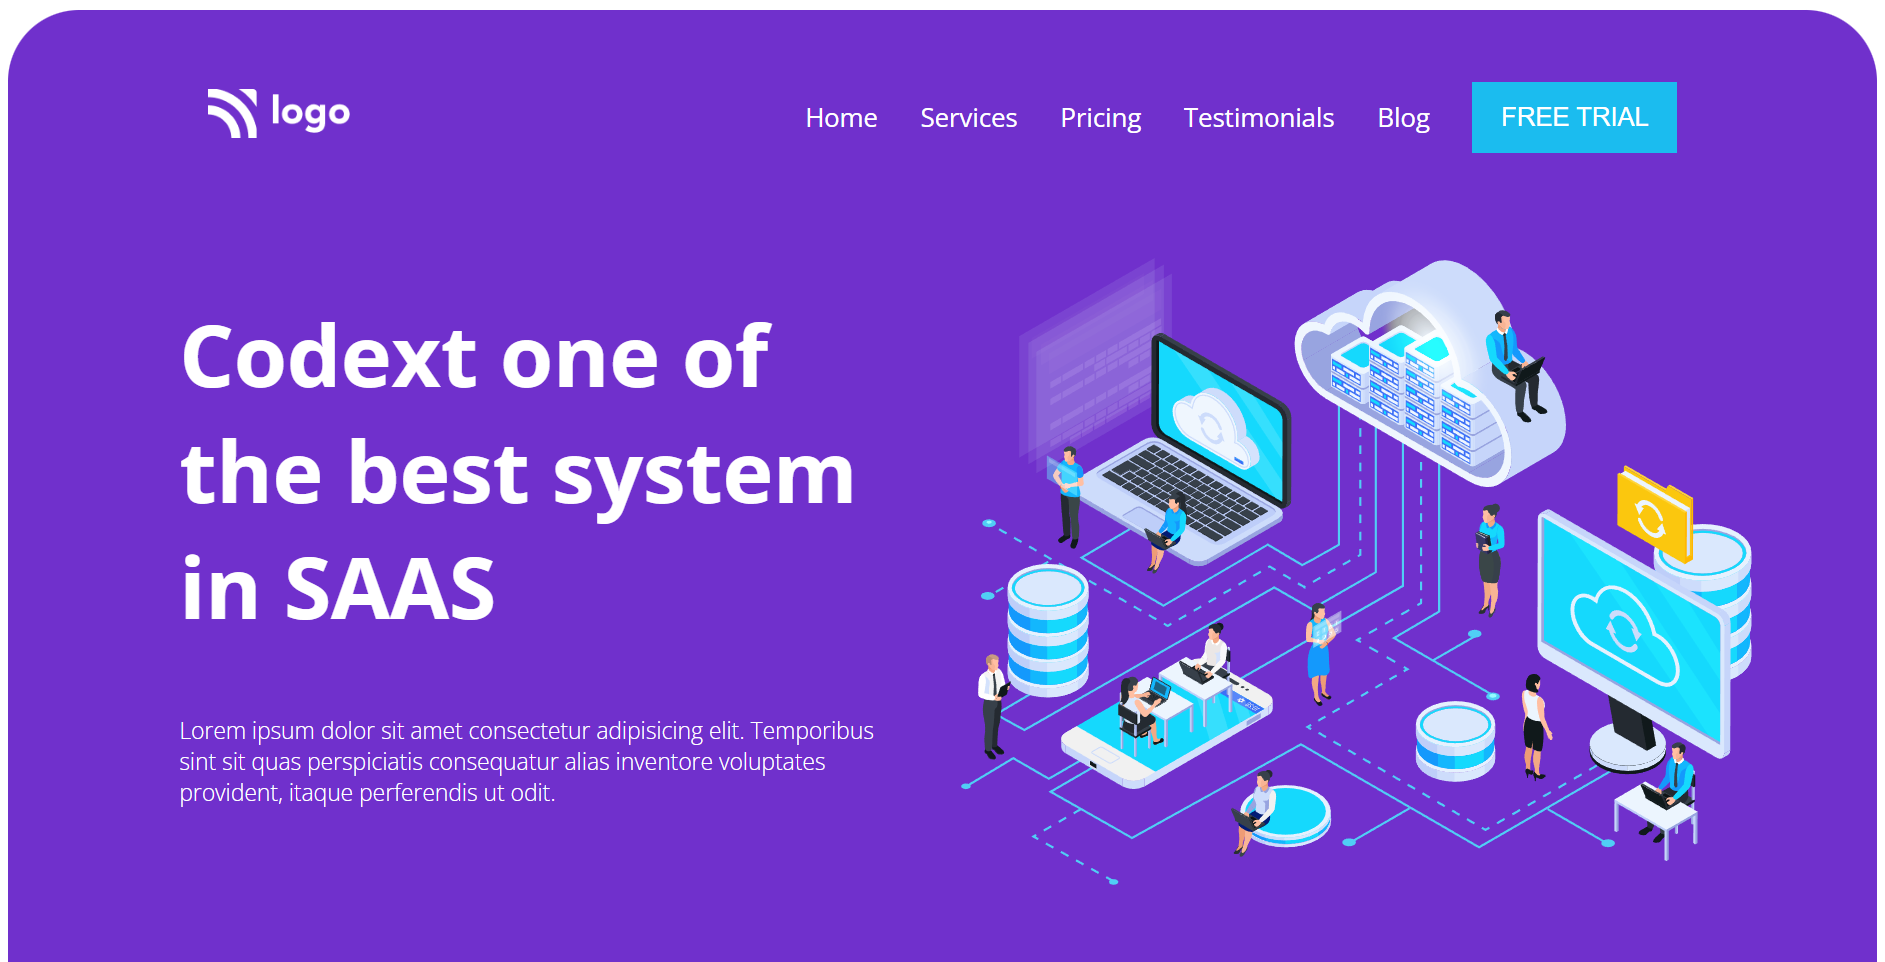 logo
Home Services Pricing Testimonials Blog FREE TRIAL
Codext one of
the best system
in SAAS
Lorem ipsum dolor sit amet consectetur adipisicing elit. Temporibus
sint sit quas perspiciatis consequatur alias inventore voluptates
provident, itaque perferendis ut odit.